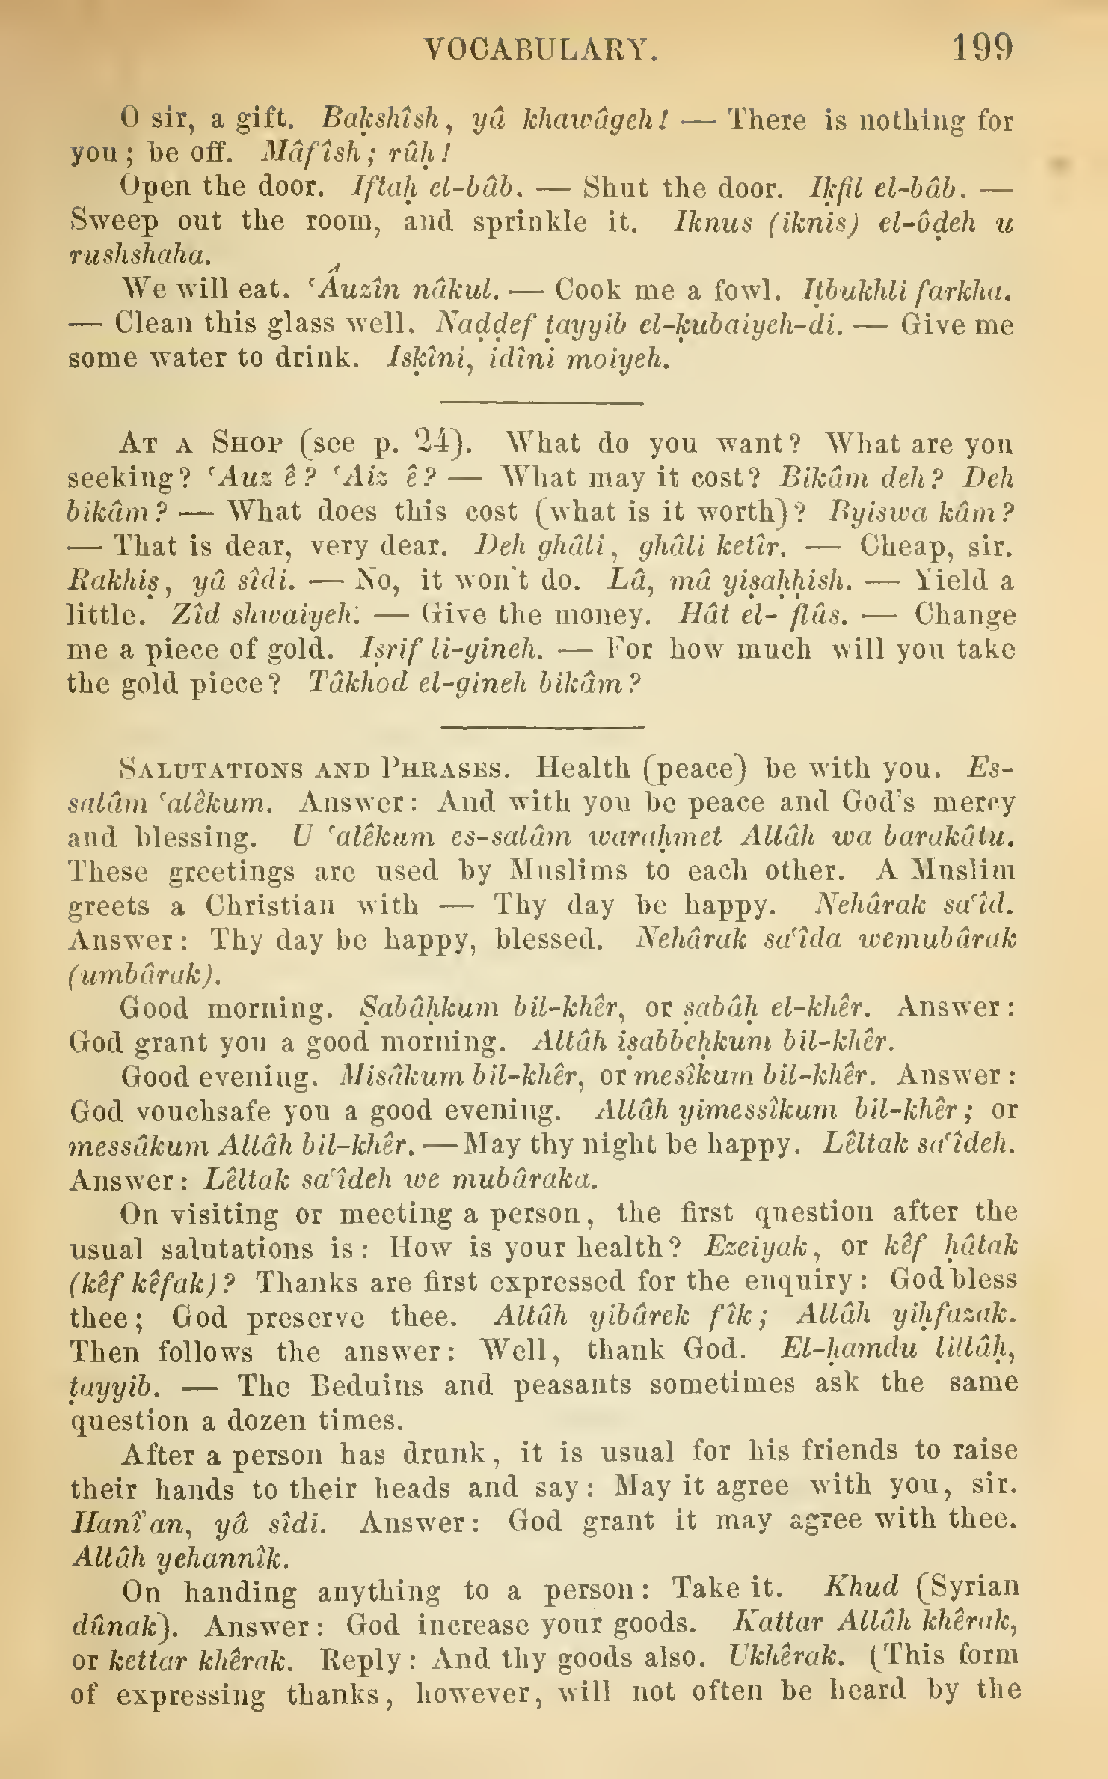 VOCABULARY. 199
O sir, a gift. Baḳshîsh, yâ khawâgeh! — There is nothing for
you; be off. Mâfîsh; rûḥ!
Open the door. Iftaḥ el-bâb. — Shut the door. Iḳfil el-bâb. —
Sweep out the room, and sprinkle it. Iknus (iknis) el-ôḍeh u
rushshaha.
We will eat. ʿÂuzîn nâkul. — Cook me a fowl. Iṭbukhli farkha.
— Clean this glass well. Naḍḍef ṭayyib el-ḳubaiyeh-di. — Give me
some water to drink. Isḳîni, idîni moiyeh.
AT A SHOP (see p. 24). What do you want? What are you
seeking? ʿAuz ê? ʿAiz ê? — What may it cost? Bikâm deh? Deh
bikâm? — What does this cost (what is it worth)? Byiswa kâm?
— That is dear, very dear. Deh ghâli, ghâli ketîr. — Cheap, sir.
Rakhîṣ, yâ sîdi. — No, it won't do. Lâ, mâ yiṣaḥḥish. — Yield a
little. Zîd shwaiyeh. — Give the money. Hât el-flûs. — Change
me a piece of gold. Iṣrif li-gineh. — For how much will you take
the gold piece? Tâkhod el-gineh bikâm?
SALUTATIONS AND PHRASES. Health (peace) be with you. Es-
salâm ʿalêkum. Answer: And with you be peace and God's mercy
and blessing. U ʿalêkum es-salâm waraḥmet Allâh wa barakâtu.
These greetings are used by Muslims to each other. A Muslim
greets a Christian with — Thy day be happy. Nehârak saʿîd.
Answer: Thy day be happy, blessed. Nehârak saʿîda wemubârak
(umbârak).
Good morning. Ṣabâḥkum bil-khêr, or ṣabâḥ el-khêr. Answer:
God grant you a good morning. Allâh iṣabbeḥkum bil-khêr.
Good evening. Misâkum bil-khêr, or mesîkum bil-khêr. Answer:
God vouchsafe you a good evening. Allâh yimessîkum bil-khêr; or
messâkum Allâh bil-khêr. — May thy night be happy. Lêltak saʿîdeh.
Answer: Lêltak saʿîdeh we mubâraka.
On visiting or meeting a person, the first question after the
usual salutations is: How is your health? Ezeiyak, or kêf ḥâtak
(kêf kêfak)? Thanks are first expressed for the enquiry: God bless
thee; God preserve thee. Allâh yibârek fîk; Allâh yiḥfazak.
Then follows the answer: Well, thank God. El-ḥamdu lillâḥ,
ṭayyib. — The Beduins and peasants sometimes ask the same
question a dozen times.
After a person has drunk, it is usual for his friends to raise
their hands to their heads and say: May it agree with you, sir.
Hanîʾan, yâ sîdi. Answer: God grant it may agree with thee.
Allâh yehannîk.
On handing anything to a person: Take it. Khud (Syrian
dûnak). Answer: God increase your goods. Kattar Allâh khêrak,
or kettar khêrak. Reply: And thy goods also. Ukhêrak. (This form
of expressing thanks, however, will not often be heard by the